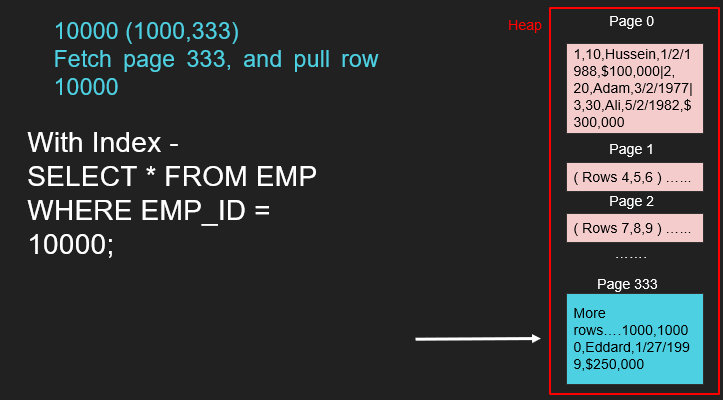 10000 (1000,333)
Fetch page 333, and pull row
10000
With Index -
SELECT * FROM EMP
WHERE EMP_ID =
10000;
Heap
Page 0
1,10,Hussein,1/2/1
988,$100,000|2,
20,Adam,3/2/1977|
3,30,Ali,5/2/1982,$
300,000
Page 1
( Rows 4,5,6 ) ……
Page 2
( Rows 7,8,9 ) ……
…….
Page 333
More
rows….1000,1000
0,Eddard,1/27/199
9,$250,000